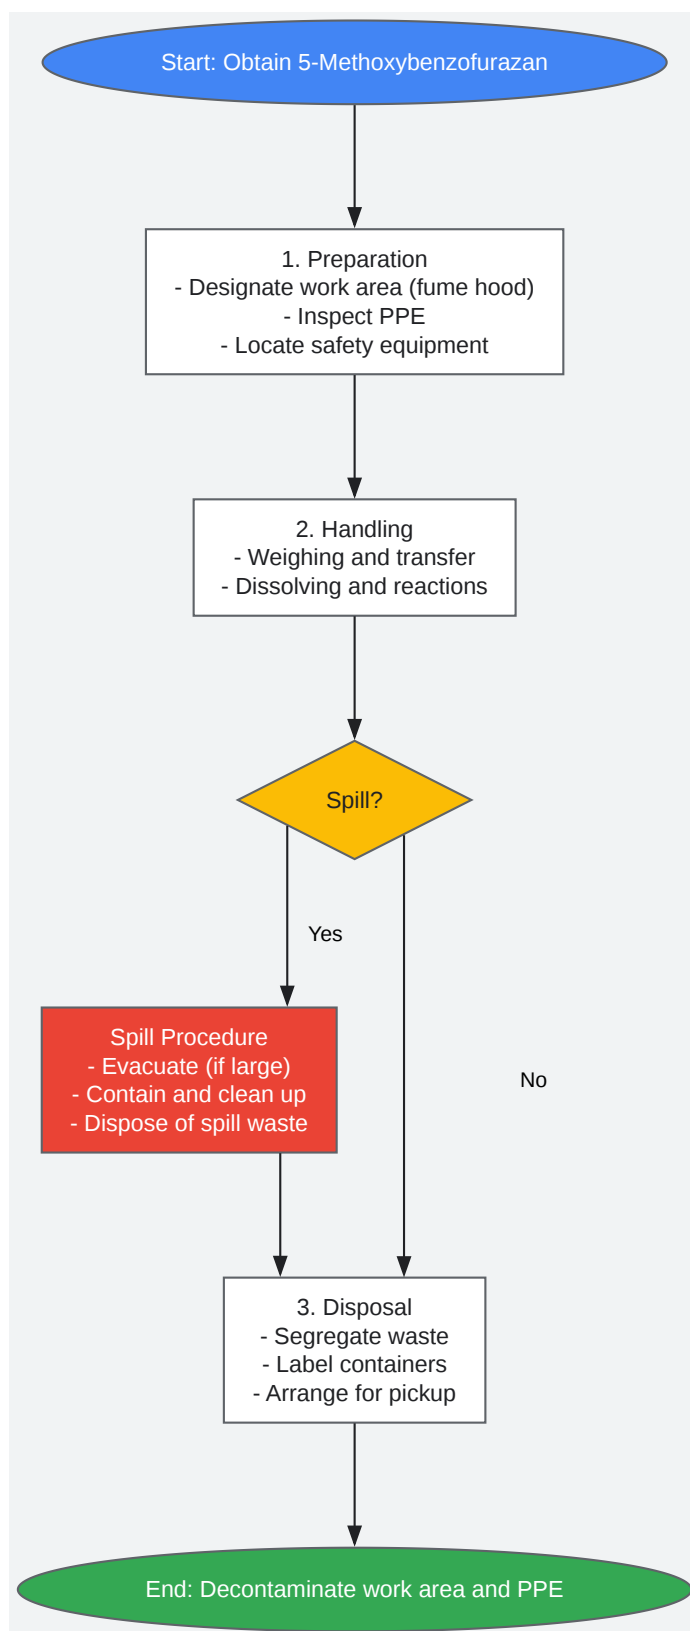 Start: Obtain 5-Methoxybenzofurazan
1. Preparation
- Designate work area (fume hood)
- Inspect PPE
- Locate safety equipment
2. Handling
- Weighing and transfer
- Dissolving and reactions
Spill?
Yes
Spill Procedure
- Evacuate (if large)
- Contain and clean up
- Dispose of spill waste
No
3. Disposal
- Segregate waste
- Label containers
- Arrange for pickup
End: Decontaminate work area and PPE